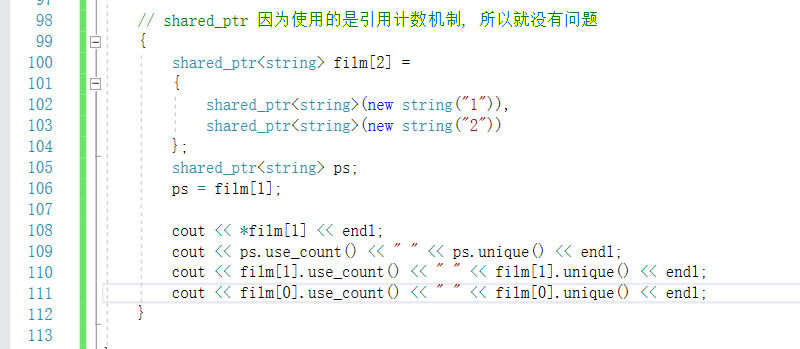 98 // shared_ptr 因为使用的是引用计数机制, 所以就没有问题
99 {
100 shared_ptr<string> film[2] =
101 {
102 shared_ptr<string>(new string("1")),
103 shared_ptr<string>(new string("2"))
104 };
105 shared_ptr<string> ps;
106 ps = film[1];
107
108 cout << *film[1] << endl;
109 cout << ps.use_count() << " " << ps.unique() << endl;
110 cout << film[1].use_count() << " " << film[1].unique() << endl;
111 cout << film[0].use_count() << " " << film[0].unique() << endl;
112 }
113